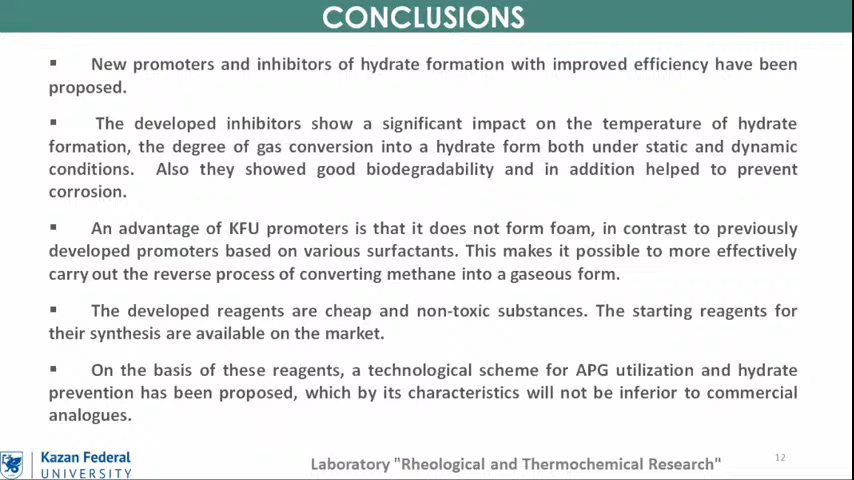 CONCLUSIONS
▪ New promoters and inhibitors of hydrate formation with improved efficiency have been
proposed.
▪ The developed inhibitors show a significant impact on the temperature of hydrate
formation, the degree of gas conversion into a hydrate form both under static and dynamic
conditions. Also they showed good biodegradability and in addition helped to prevent
corrosion.
▪ An advantage of KFU promoters is that it does not form foam, in contrast to previously
developed promoters based on various surfactants. This makes it possible to more effectively
carry out the reverse process of converting methane into a gaseous form.
▪ The developed reagents are cheap and non-toxic substances. The starting reagents for
their synthesis are available on the market.
▪ On the basis of these reagents, a technological scheme for APG utilization and hydrate
prevention has been proposed, which by its characteristics will not be inferior to commercial
analogues.
Kazan Federal
UNIVERSITY
Laboratory "Rheological and Thermochemical Research"
12